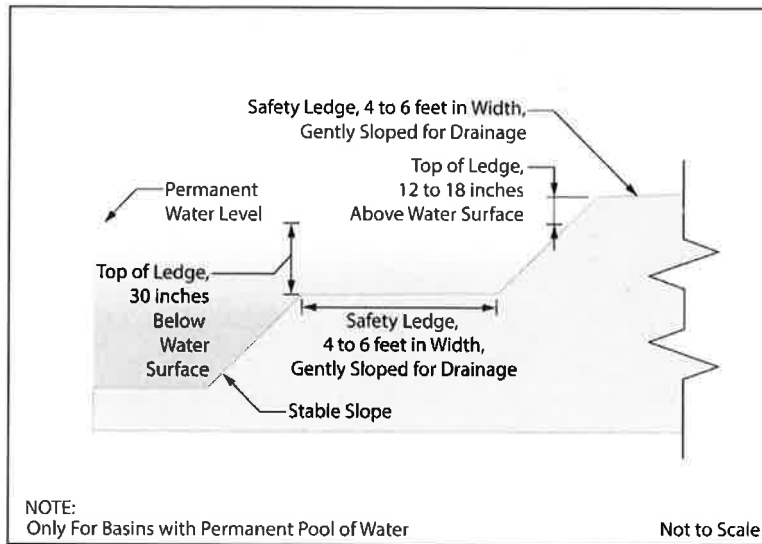 Safety Ledge, 4 to 6 feet in Width,
Gently Sloped for Drainage
Top of Ledge,
12 to 18 inches
Above Water Surface
Permanent
Water Level
Top of Ledge,
30 inches
Below
Water
Surface
Safety Ledge,
4 to 6 feet in Width,
Gently Sloped for Drainage
Stable Slope
NOTE:
Only For Basins with Permanent Pool of Water
Not to Scale